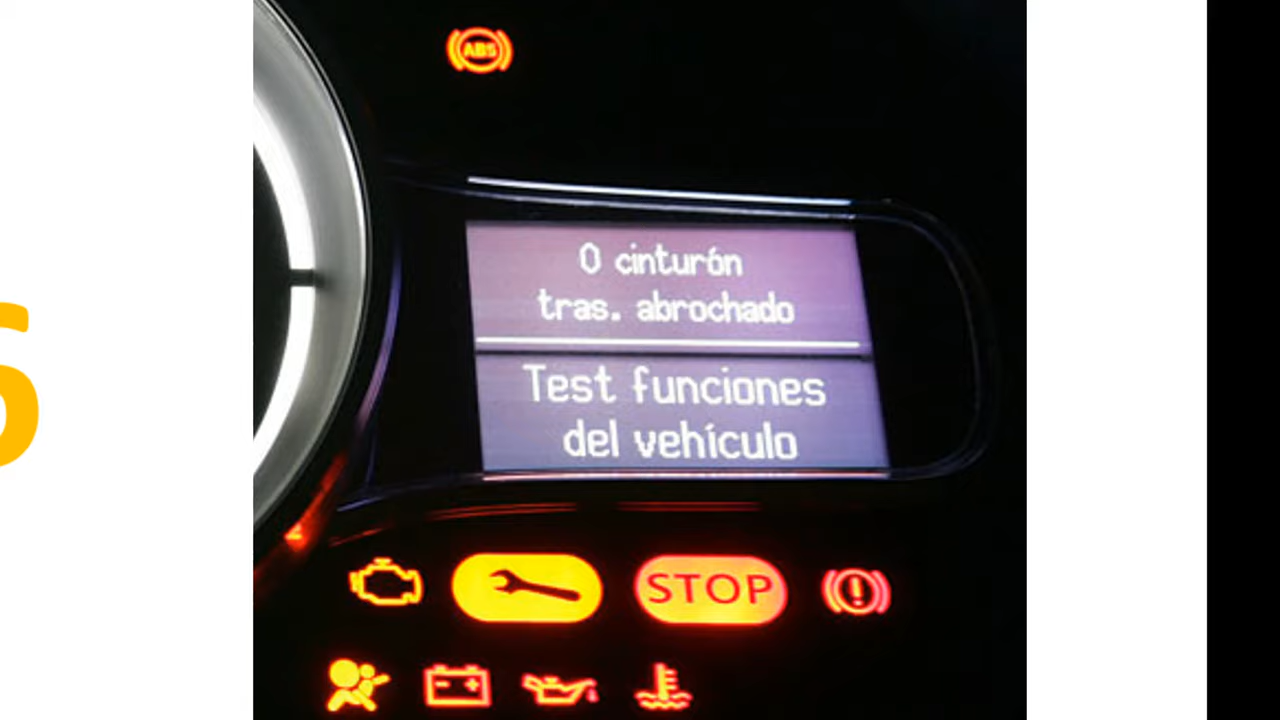 ABS
0 cinturón
tras. abrochado
Test funciones
del vehículo
STOP